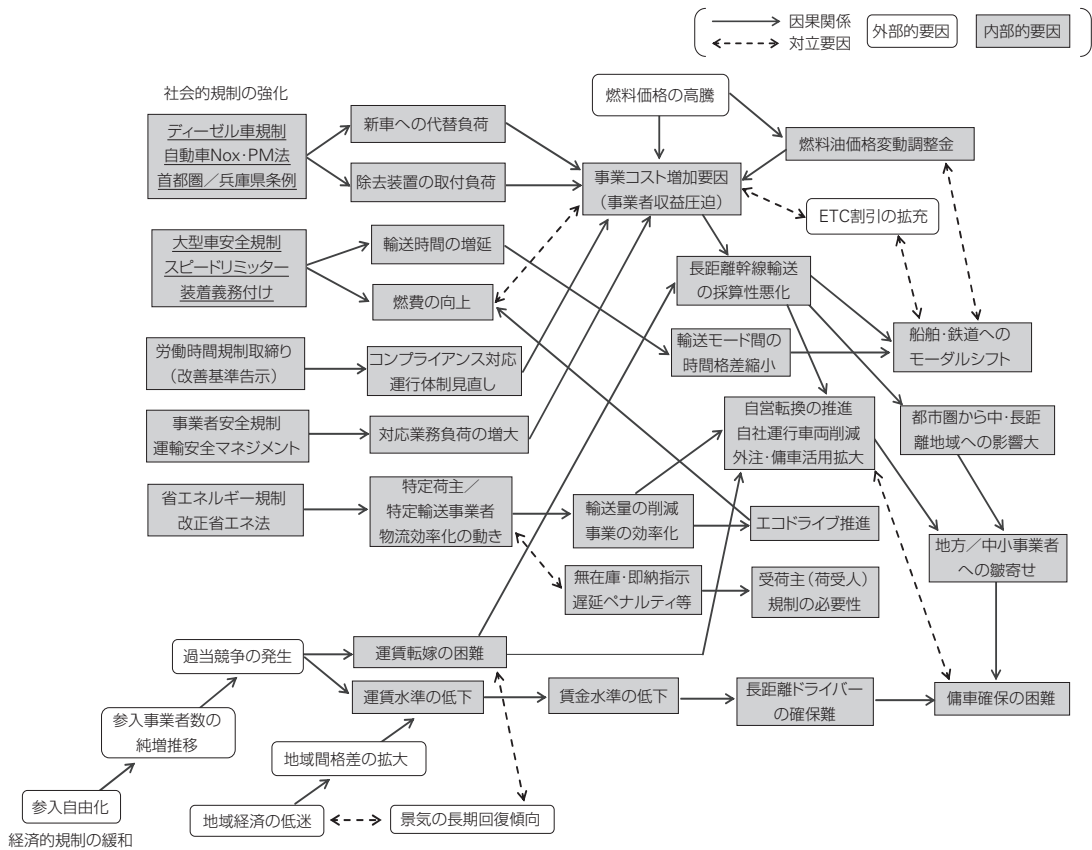 因果関係
対立要因
外部的要因
内部的要因
社会的規制の強化
ディーゼル車規制
自動車Nox・PM法
首都圏／兵庫県条例
新車への代替負荷
除去装置の取付負荷
燃料価格の高騰
燃料油価格変動調整金
事業コスト増加要因
（事業者収益圧迫）
ETC割引の拡充
大型車安全規制
スピードリミッター
装着義務付け
輸送時間の増延
燃費の向上
長距離幹線輸送
の採算性悪化
輸送モード間の
時間格差縮小
船舶・鉄道への
モーダルシフト
労働時間規制取締り
（改善基準告示）
コンプライアンス対応
運行体制見直し
自営転換の推進
自社運行車両削減
外注・傭車活用拡大
都市圏から中・長距
離地域への影響大
事業者安全規制
運輸安全マネジメント
対応業務負荷の増大
省エネルギー規制
改正省エネ法
特定荷主／
特定輸送事業者
物流効率化の動き
輸送量の削減
事業の効率化
エコドライブ推進
地方／中小事業者
への皺寄せ
無在庫・即納指示
遅延ペナルティ等
受荷主（荷受人）
規制の必要性
過当競争の発生
運賃転嫁の困難
運賃水準の低下
賃金水準の低下
長距離ドライバー
の確保難
傭車確保の困難
参入事業者数の
純増推移
地域間格差の拡大
参入自由化
経済的規制の緩和
地域経済の低迷
景気の長期回復傾向